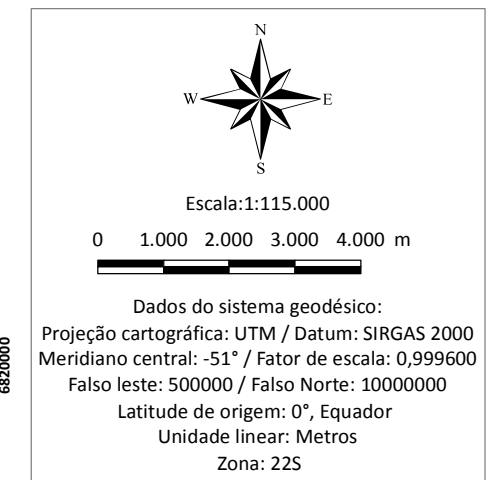 N
W E
S
Escala:1:115.000
0 1.000 2.000 3.000 4.000 m
Dados do sistema geodésico:
Projeção cartográfica: UTM / Datum: SIRGAS 2000
Meridiano central: -51° / Fator de escala: 0,999600
Falso leste: 500000 / Falso Norte: 10000000
Latitude de origem: 0°, Equador
Unidade linear: Metros
Zona: 22S
6820000